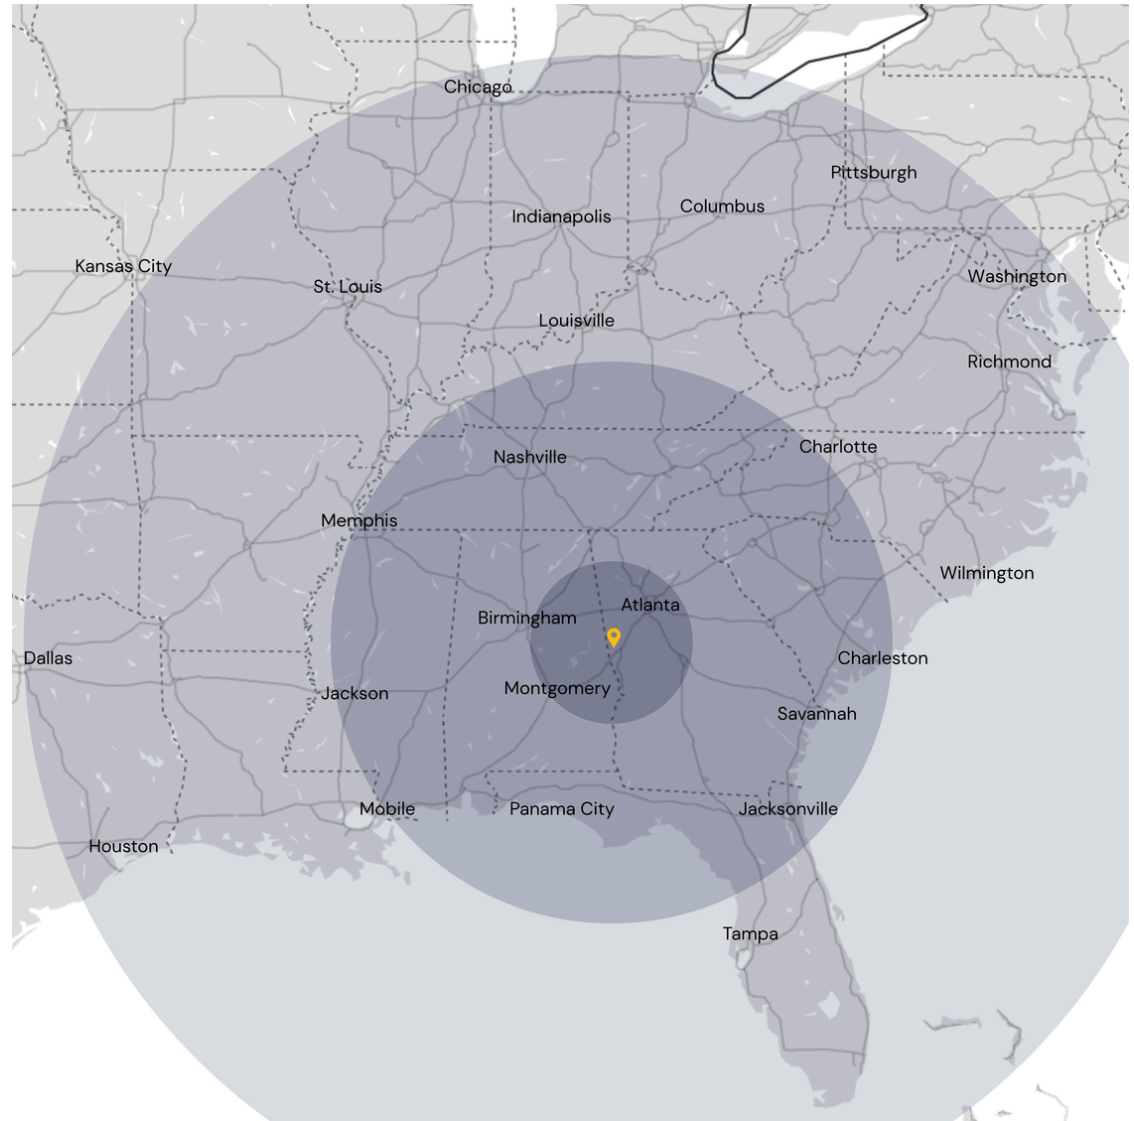 Chicago
Pittsburgh
Columbus
Indianapolis
Kansas City
Washington
St. Louis
Louisville
Richmond
Charlotte
Nashville
Memphis
Wilmington
Atlanta
Birmingham
Dallas
Charleston
Montgomery
Jackson
Savannah
Mobile
Panama City
Jacksonville
Houston
Tampa